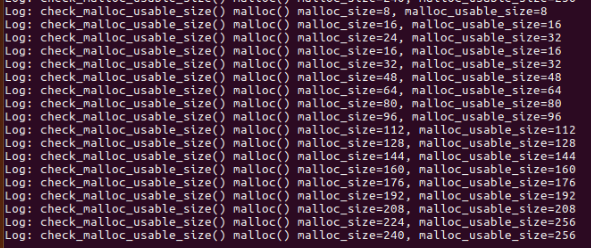 Log: check_malloc_usable_size() malloc() malloc_size=8, malloc_usable_size=8
Log: check_malloc_usable_size() malloc() malloc_size=16, malloc_usable_size=16
Log: check_malloc_usable_size() malloc() malloc_size=24, malloc_usable_size=32
Log: check_malloc_usable_size() malloc() malloc_size=16, malloc_usable_size=16
Log: check_malloc_usable_size() malloc() malloc_size=32, malloc_usable_size=32
Log: check_malloc_usable_size() malloc() malloc_size=48, malloc_usable_size=48
Log: check_malloc_usable_size() malloc() malloc_size=64, malloc_usable_size=64
Log: check_malloc_usable_size() malloc() malloc_size=80, malloc_usable_size=80
Log: check_malloc_usable_size() malloc() malloc_size=96, malloc_usable_size=96
Log: check_malloc_usable_size() malloc() malloc_size=112, malloc_usable_size=112
Log: check_malloc_usable_size() malloc() malloc_size=128, malloc_usable_size=128
Log: check_malloc_usable_size() malloc() malloc_size=144, malloc_usable_size=144
Log: check_malloc_usable_size() malloc() malloc_size=160, malloc_usable_size=160
Log: check_malloc_usable_size() malloc() malloc_size=176, malloc_usable_size=176
Log: check_malloc_usable_size() malloc() malloc_size=192, malloc_usable_size=192
Log: check_malloc_usable_size() malloc() malloc_size=208, malloc_usable_size=208
Log: check_malloc_usable_size() malloc() malloc_size=224, malloc_usable_size=256
Log: check_malloc_usable_size() malloc() malloc_size=240, malloc_usable_size=256